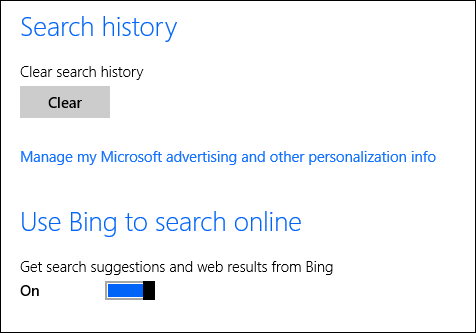 Search history
Clear search history
Clear
Manage my Microsoft advertising and other personalization info
Use Bing to search online
Get search suggestions and web results from Bing
On